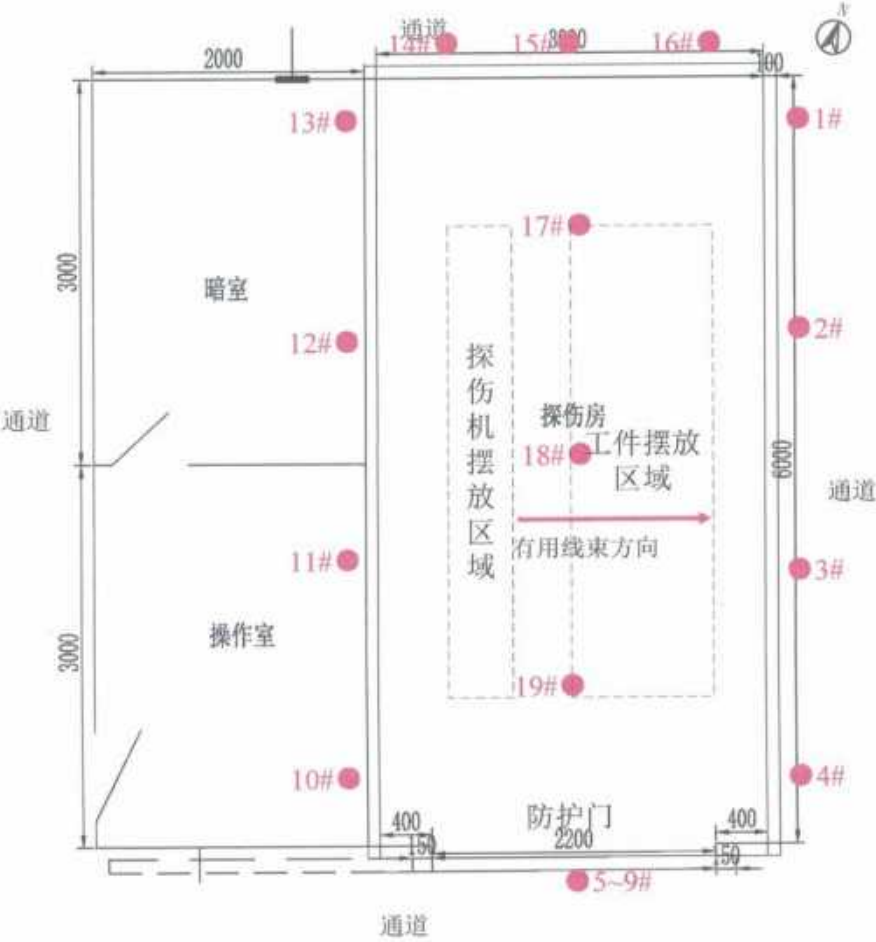 N
通道
14#
15#
3000
16#
2000
100
13#
1#
17#
3000
暗室
12#
2#
通道
探伤机摆放区域
探伤房
18#
工件摆放
区域
6000
通道
有用线束方向
11#
3#
操作室
3000
19#
10#
4#
防护门
400
400
2200
50
50
5~9#
通道